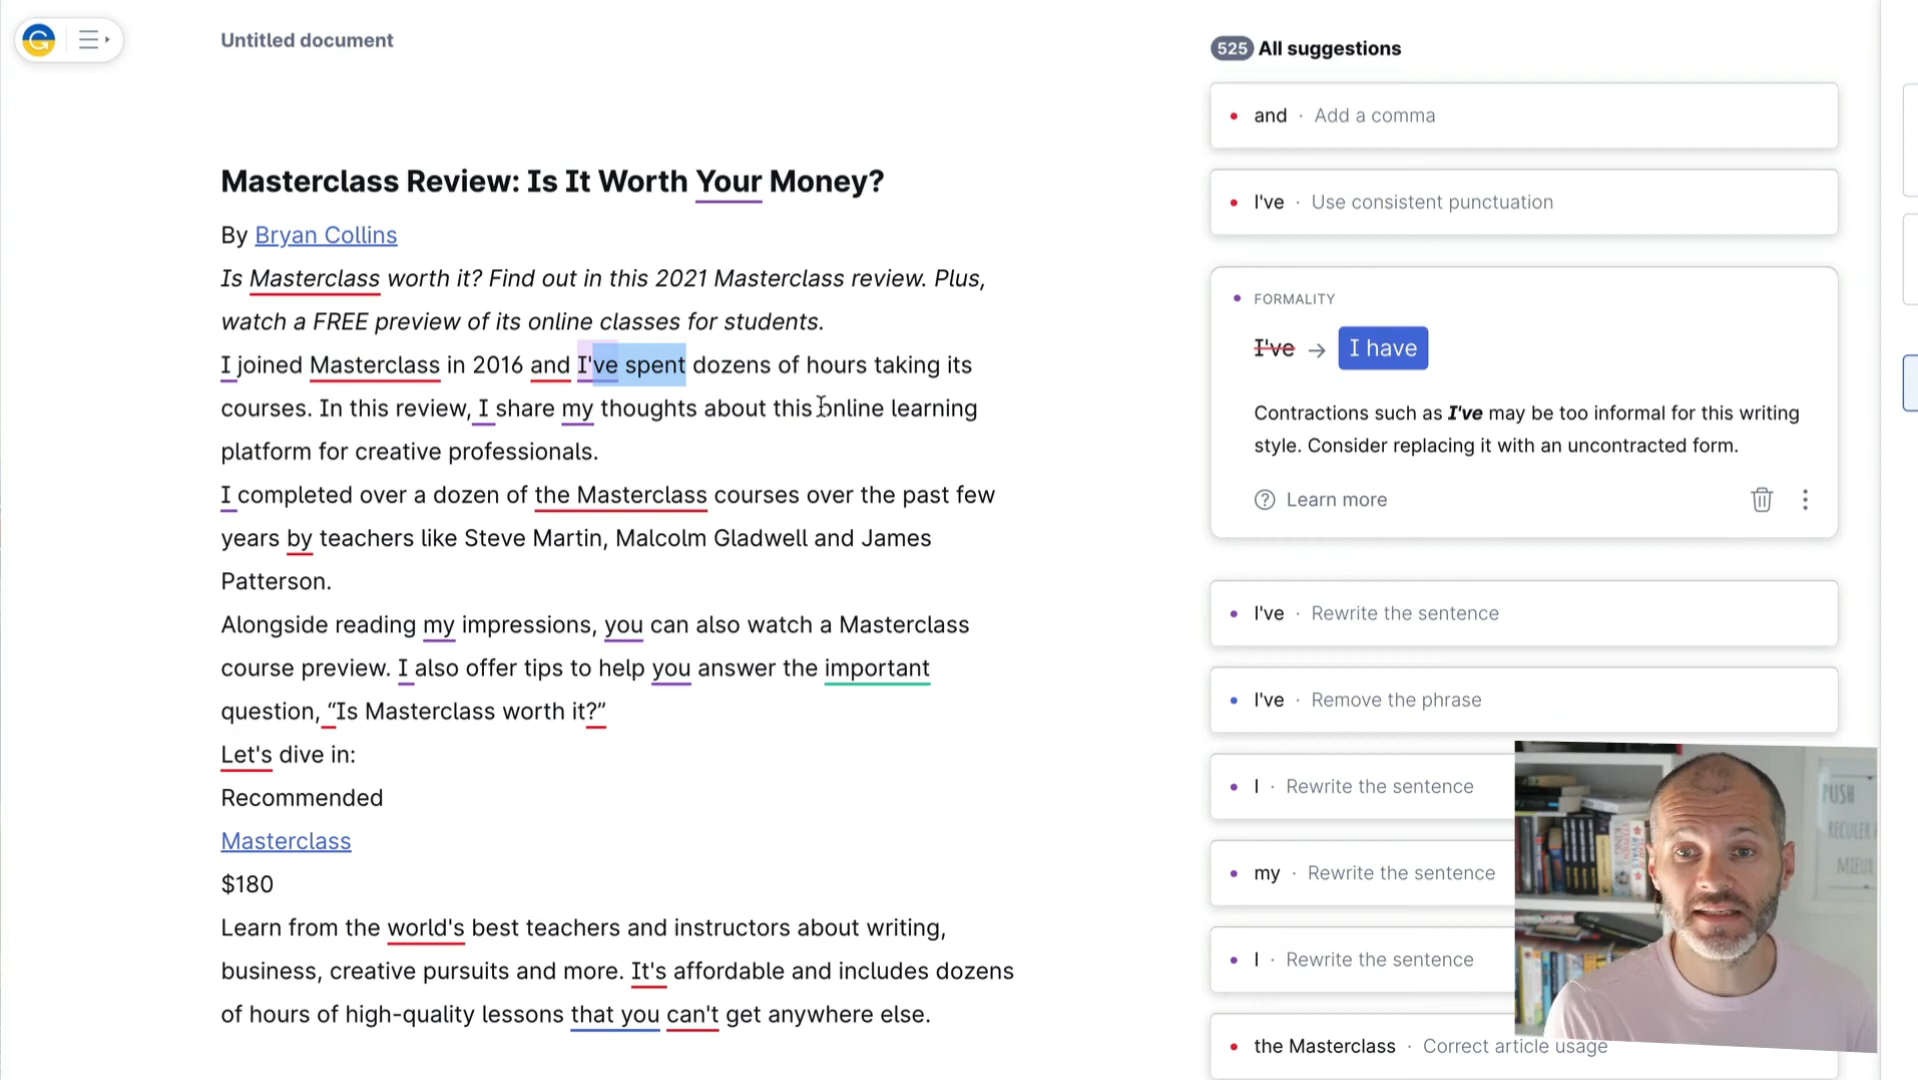 Untitled document
Masterclass Review: Is It Worth Your Money?
By Bryan Collins
Is Masterclass worth it? Find out in this 2021 Masterclass review. Plus,
watch a FREE preview of its online classes for students.
I joined Masterclass in 2016 and I've spent dozens of hours taking its
courses. In this review, I share my thoughts about this online learning
platform for creative professionals.
I completed over a dozen of the Masterclass courses over the past few
years by teachers like Steve Martin, Malcolm Gladwell and James
Patterson.
Alongside reading my impressions, you can also watch a Masterclass
course preview. I also offer tips to help you answer the important
question, “Is Masterclass worth it?”
Let's dive in:
Recommended
Masterclass
$180
Learn from the world's best teachers and instructors about writing,
business, creative pursuits and more. It's affordable and includes dozens
of hours of high-quality lessons that you can't get anywhere else.
525 All suggestions
and · Add a comma
I've · Use consistent punctuation
FORMALITY
I've → I have
Contractions such as I've may be too informal for this writing
style. Consider replacing it with an uncontracted form.
Learn more
I've · Rewrite the sentence
I've · Remove the phrase
I · Rewrite the sentence
my · Rewrite the sentence
I · Rewrite the sentence
the Masterclass · Correct article usage
PUSH
RECULER
MIEUX